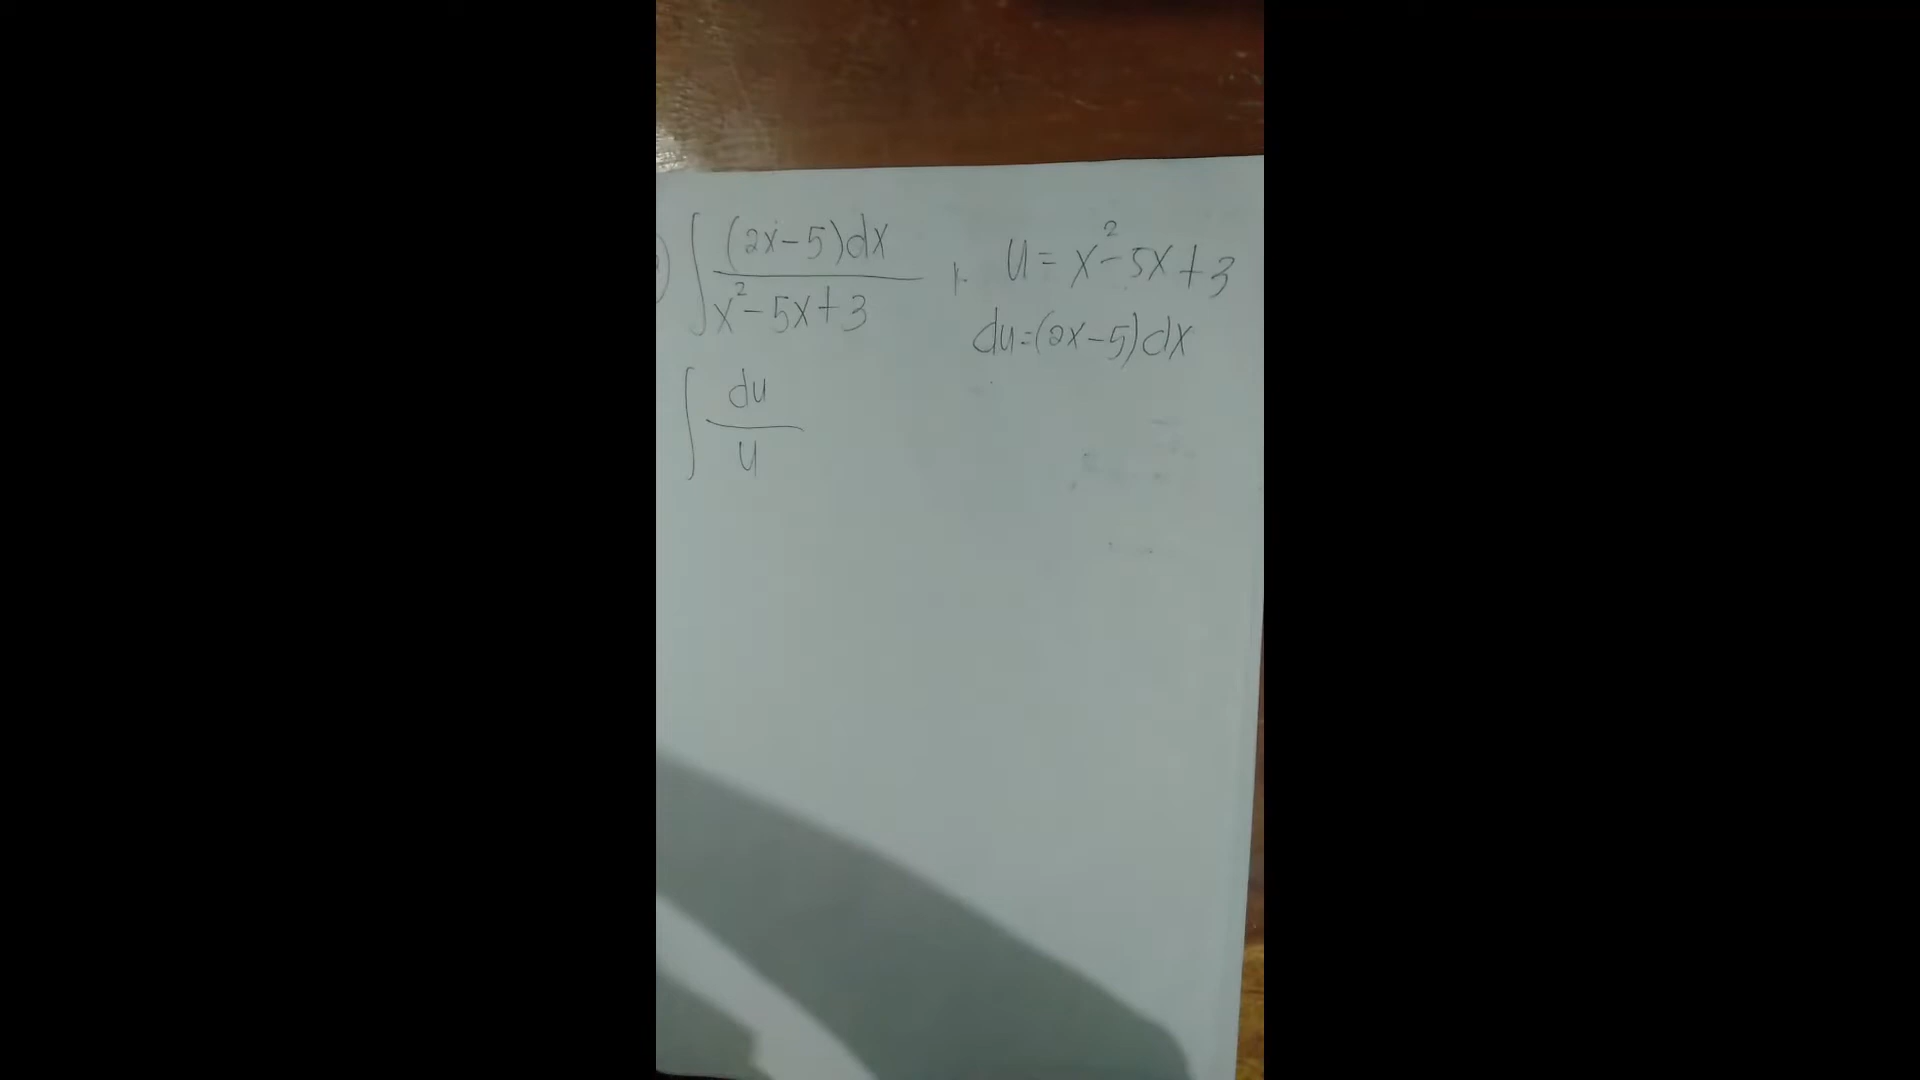 ∫ (2x-5)dx / x²-5x+3
u = x²-5x+3
du=(2x-5)dx
∫ du / u